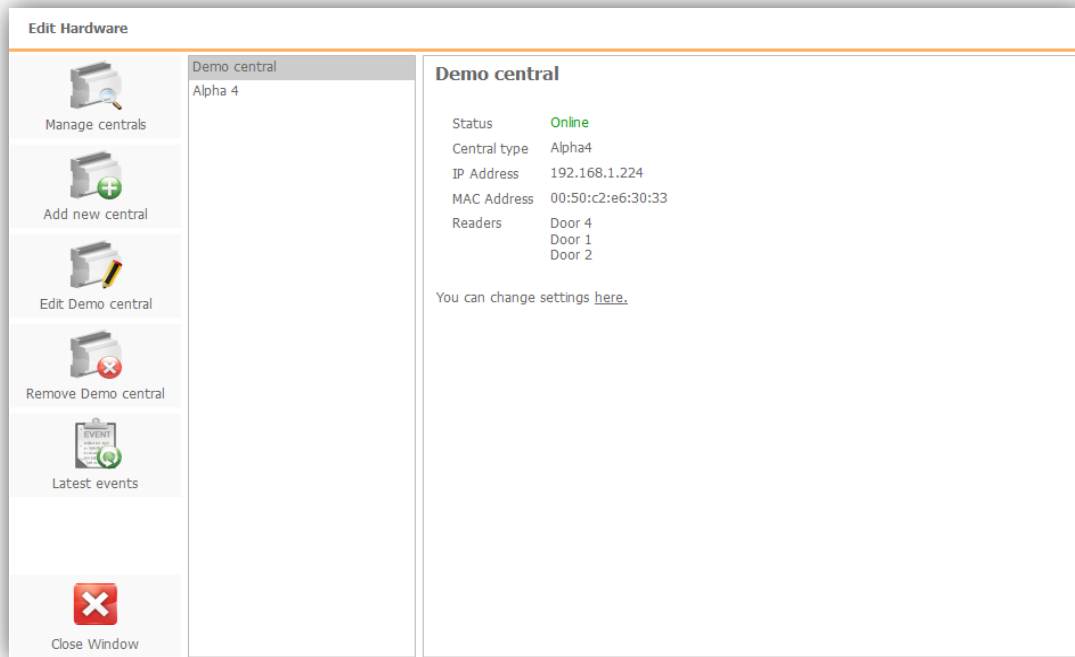 Edit Hardware
Manage centrals
Add new central
Edit Demo central
Remove Demo central
EVENT
Latest events
Close Window
Demo central
Alpha 4
Demo central
Status Online
Central type Alpha4
IP Address 192.168.1.224
MAC Address 00:50:c2:e6:30:33
Readers Door 4
Door 1
Door 2
You can change settings here.